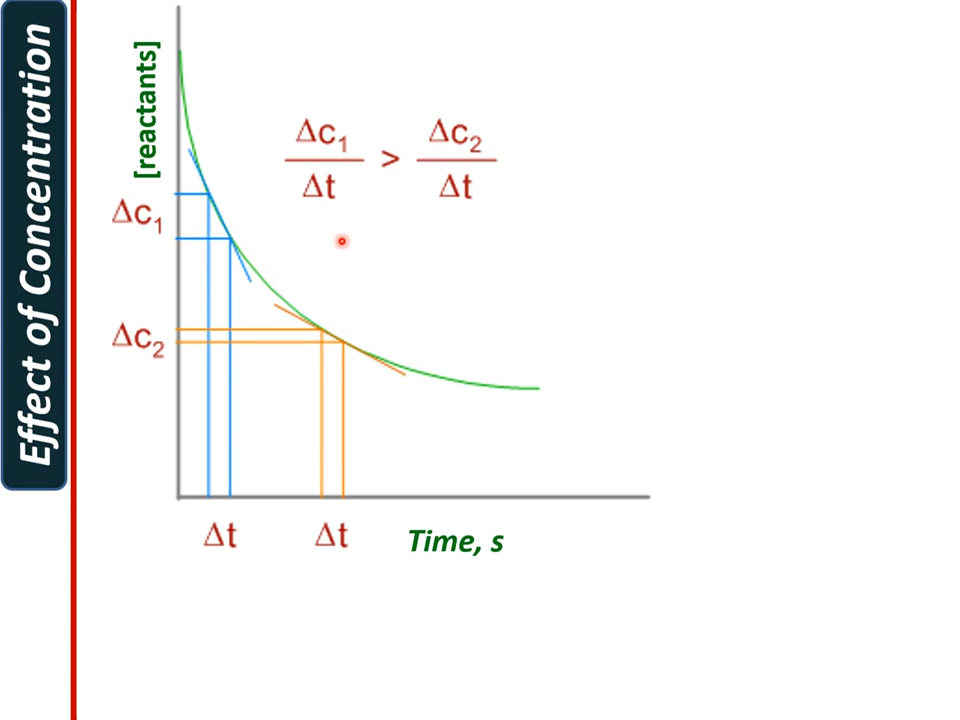 Effect of Concentration
[reactants]
Δc₁
Δt
>
Δc₂
Δt
Δc₁
Δc₂
Δt
Δt
Time, s